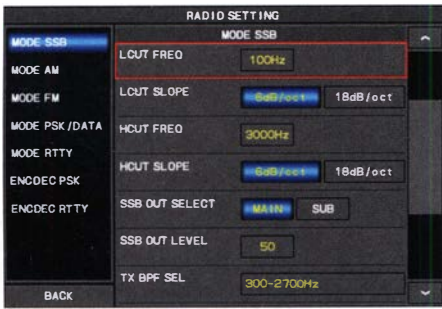 RADIO SETTING
MODE SSB
MODE AM
MODE FM
MODE PSK/DATA
MODE RTTY
ENCDEC PSK
ENCDEC RTTY
BACK
MODE SSB
LCUT FREQ 100Hz
LCUT SLOPE 6dB/oct 18dB/oct
HCUT FREQ 3000Hz
HCUT SLOPE 6dB/oct 18dB/oct
SSB OUT SELECT MAIN SUB
SSB OUT LEVEL 50
TX BPF SEL 300-2700Hz